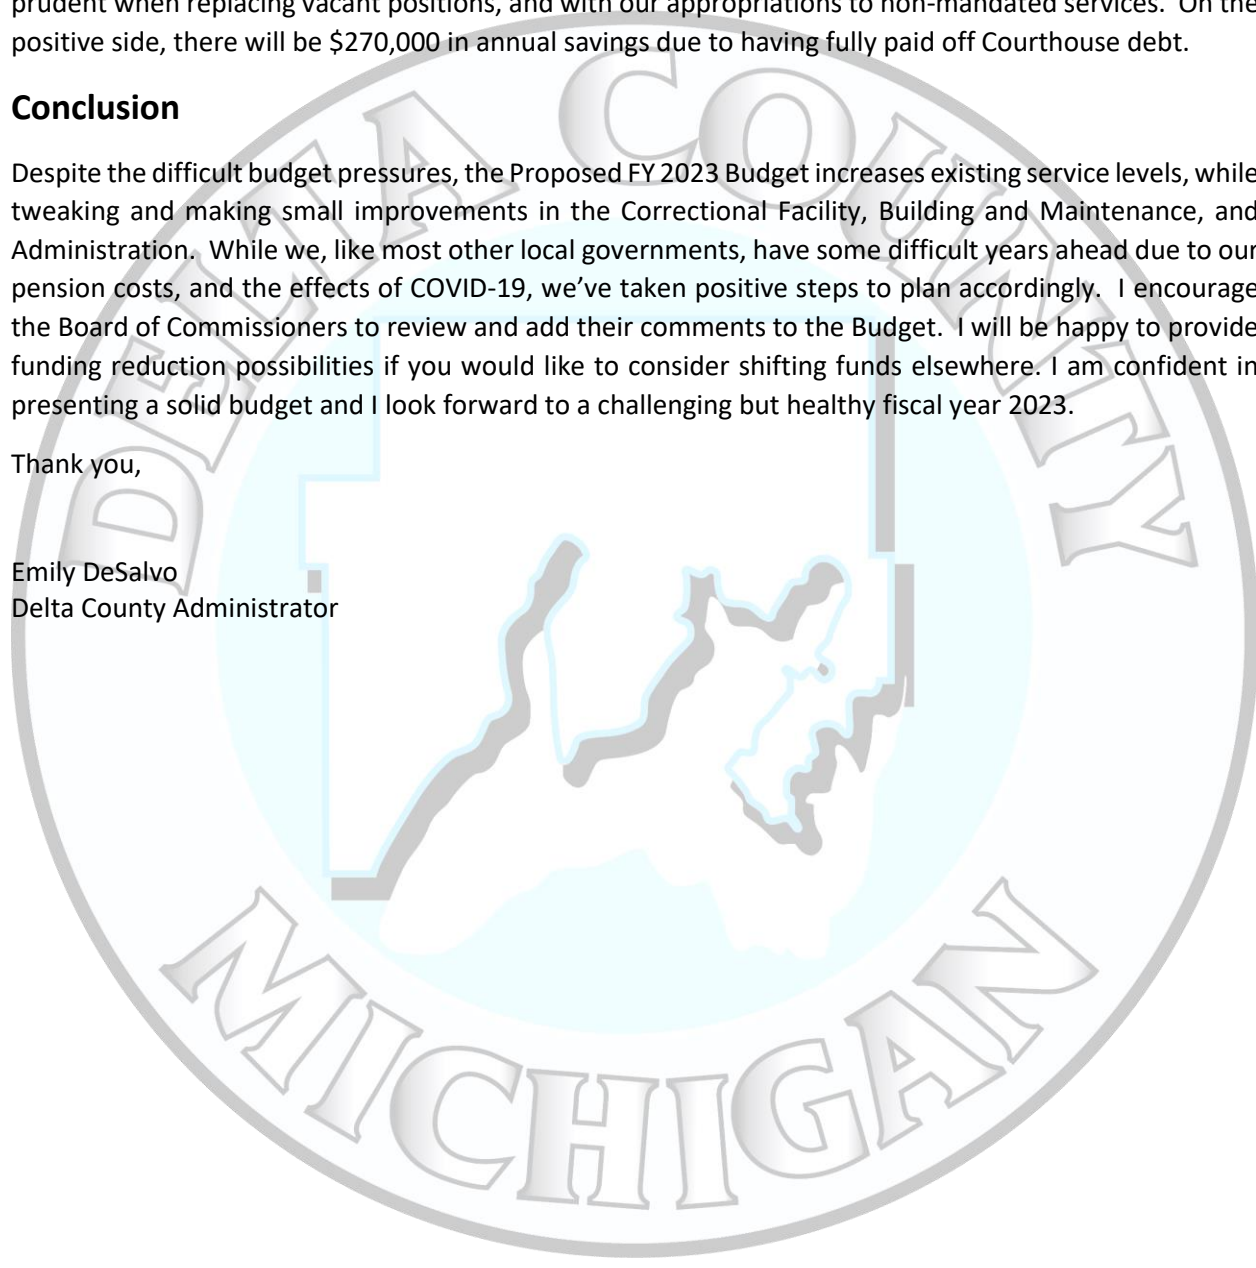 prudent when replacing vacant positions, and with our appropriations to non-mandated services.  On the
positive side, there will be $270,000 in annual savings due to having fully paid off Courthouse debt.
Conclusion
Despite the difficult budget pressures, the Proposed FY 2023 Budget increases existing service levels, while
tweaking and making small improvements in the Correctional Facility, Building and Maintenance, and
Administration.  While we, like most other local governments, have some difficult years ahead due to our
pension costs, and the effects of COVID-19, we’ve taken positive steps to plan accordingly.  I encourage
the Board of Commissioners to review and add their comments to the Budget.  I will be happy to provide
funding reduction possibilities if you would like to consider shifting funds elsewhere. I am confident in
presenting a solid budget and I look forward to a challenging but healthy fiscal year 2023.
Thank you,
Emily DeSalvo
Delta County Administrator
DELTA COUNTY
MICHIGAN